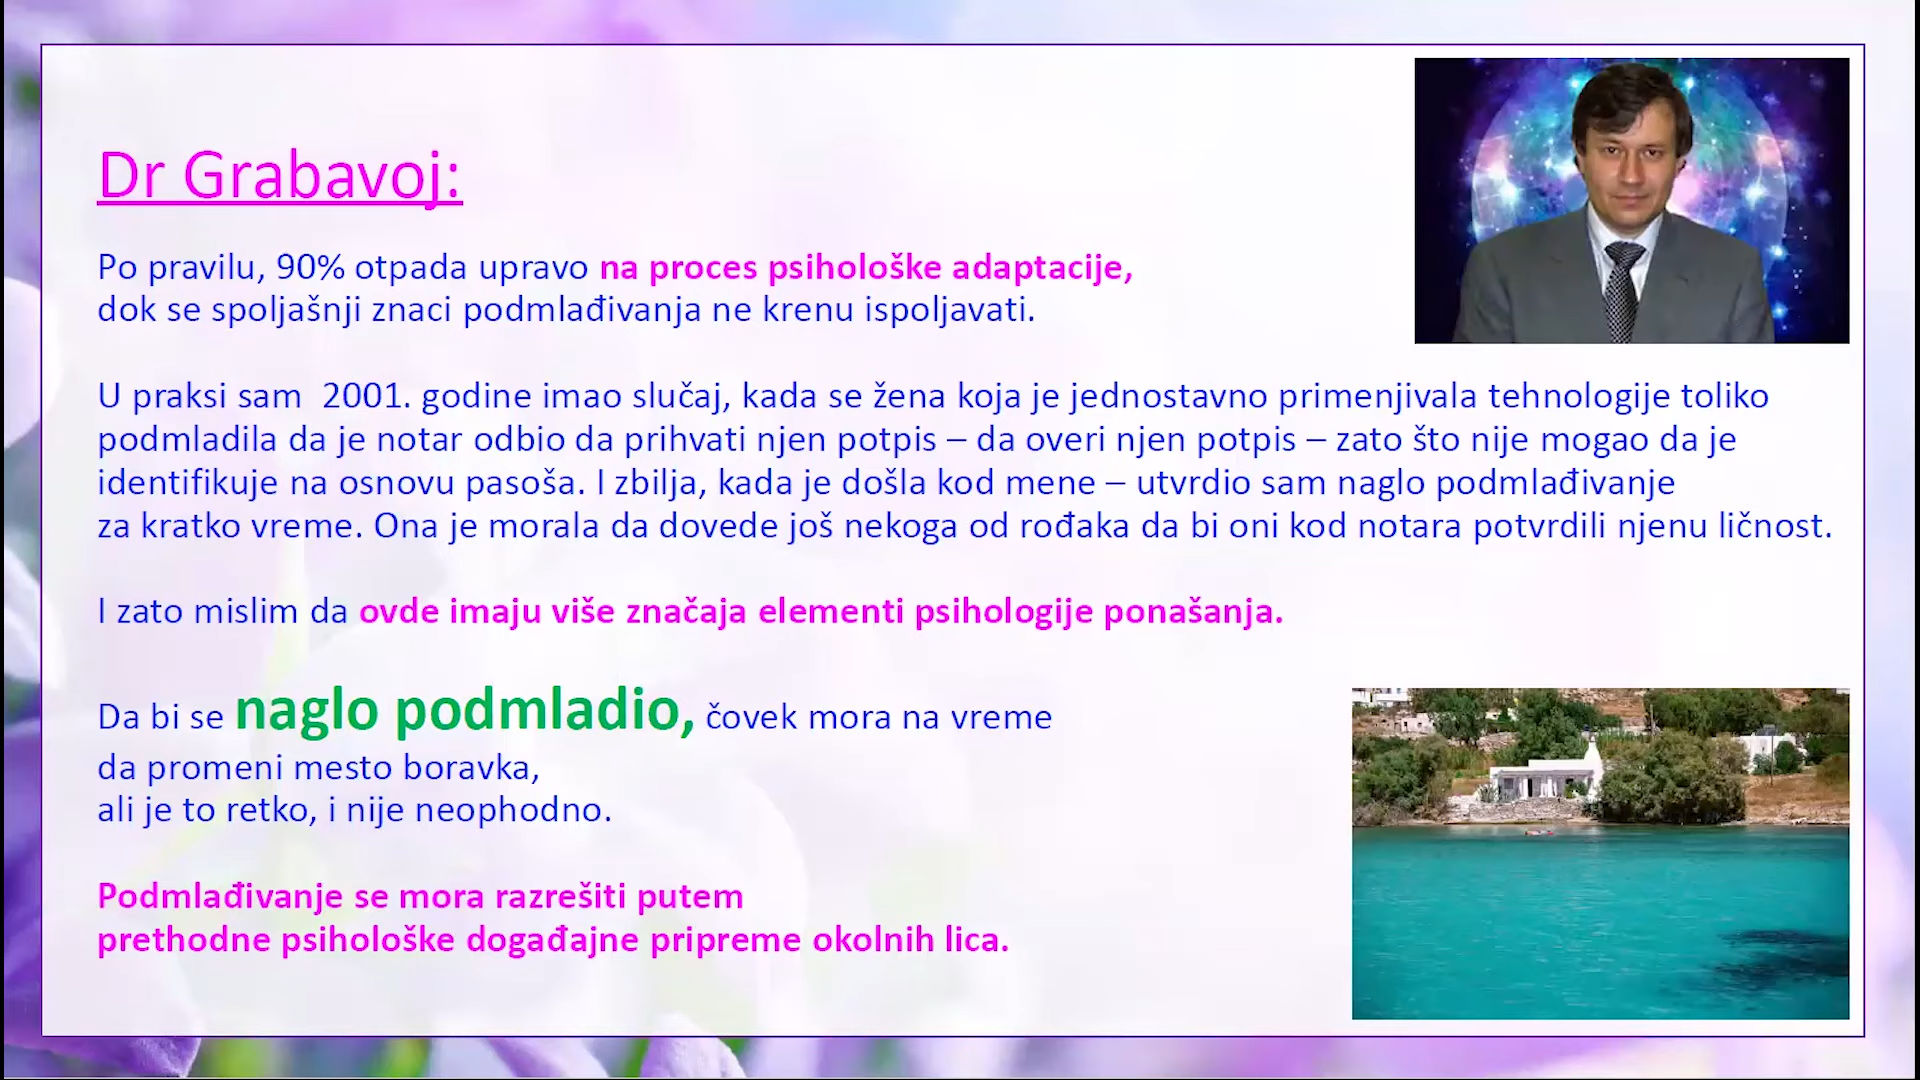 Dr Grabavoj:
Po pravilu, 90% otpada upravo na proces psihološke adaptacije,
dok se spoljašnji znaci podmlađivanja ne krenu ispoljavati.
U praksi sam 2001. godine imao slučaj, kada se žena koja je jednostavno primenjivala tehnologije toliko
podmladila da je notar odbio da prihvati njen potpis – da overi njen potpis – zato što nije mogao da je
identifikuje na osnovu pasoša. I zbilja, kada je došla kod mene – utvrdio sam naglo podmlađivanje
za kratko vreme. Ona je morala da dovede još nekoga od rođaka da bi oni kod notara potvrdili njenu ličnost.
I zato mislim da ovde imaju više značaja elementi psihologije ponašanja.
Da bi se naglo podmladio, čovek mora na vreme
da promeni mesto boravka,
ali je to retko, i nije neophodno.
Podmlađivanje se mora razrešiti putem
prethodne psihološke događajne pripreme okolnih lica.